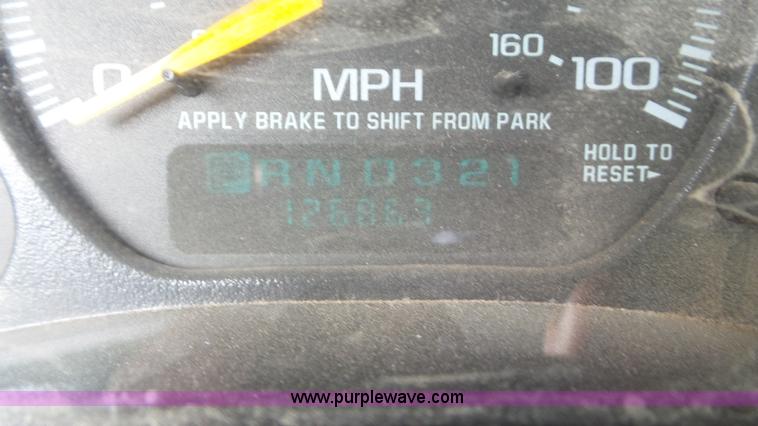 0
160
100
MPH
APPLY BRAKE TO SHIFT FROM PARK
HOLD TO
RESET►
P R N D 3 2 1
126863
www.purplewave.com